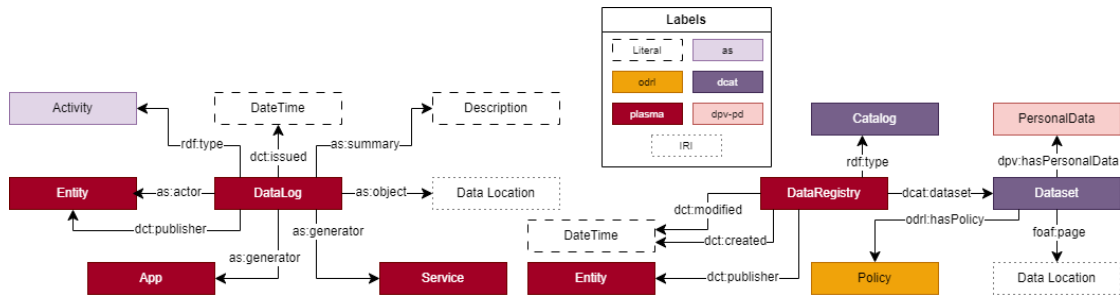 Labels
Literal
as
odrl
dcat
plasma
dpv-pd
IRI
Activity
DateTime
Description
rdf:type
dct:issued
as:summary
Entity
as:actor
DataLog
as:object
Data Location
dct:publisher
as:generator
as:generator
App
Service
Catalog
PersonalData
rdf:type
dpv:hasPersonalData
DataRegistry
dcat:dataset
Dataset
dct:modified
odrl:hasPolicy
DateTime
dct:created
foaf:page
Entity
dct:publisher
Policy
Data Location